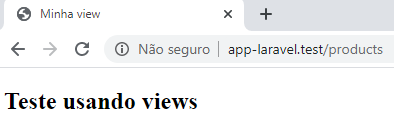 Minha view
Não seguro app-laravel.test/products
Teste usando views